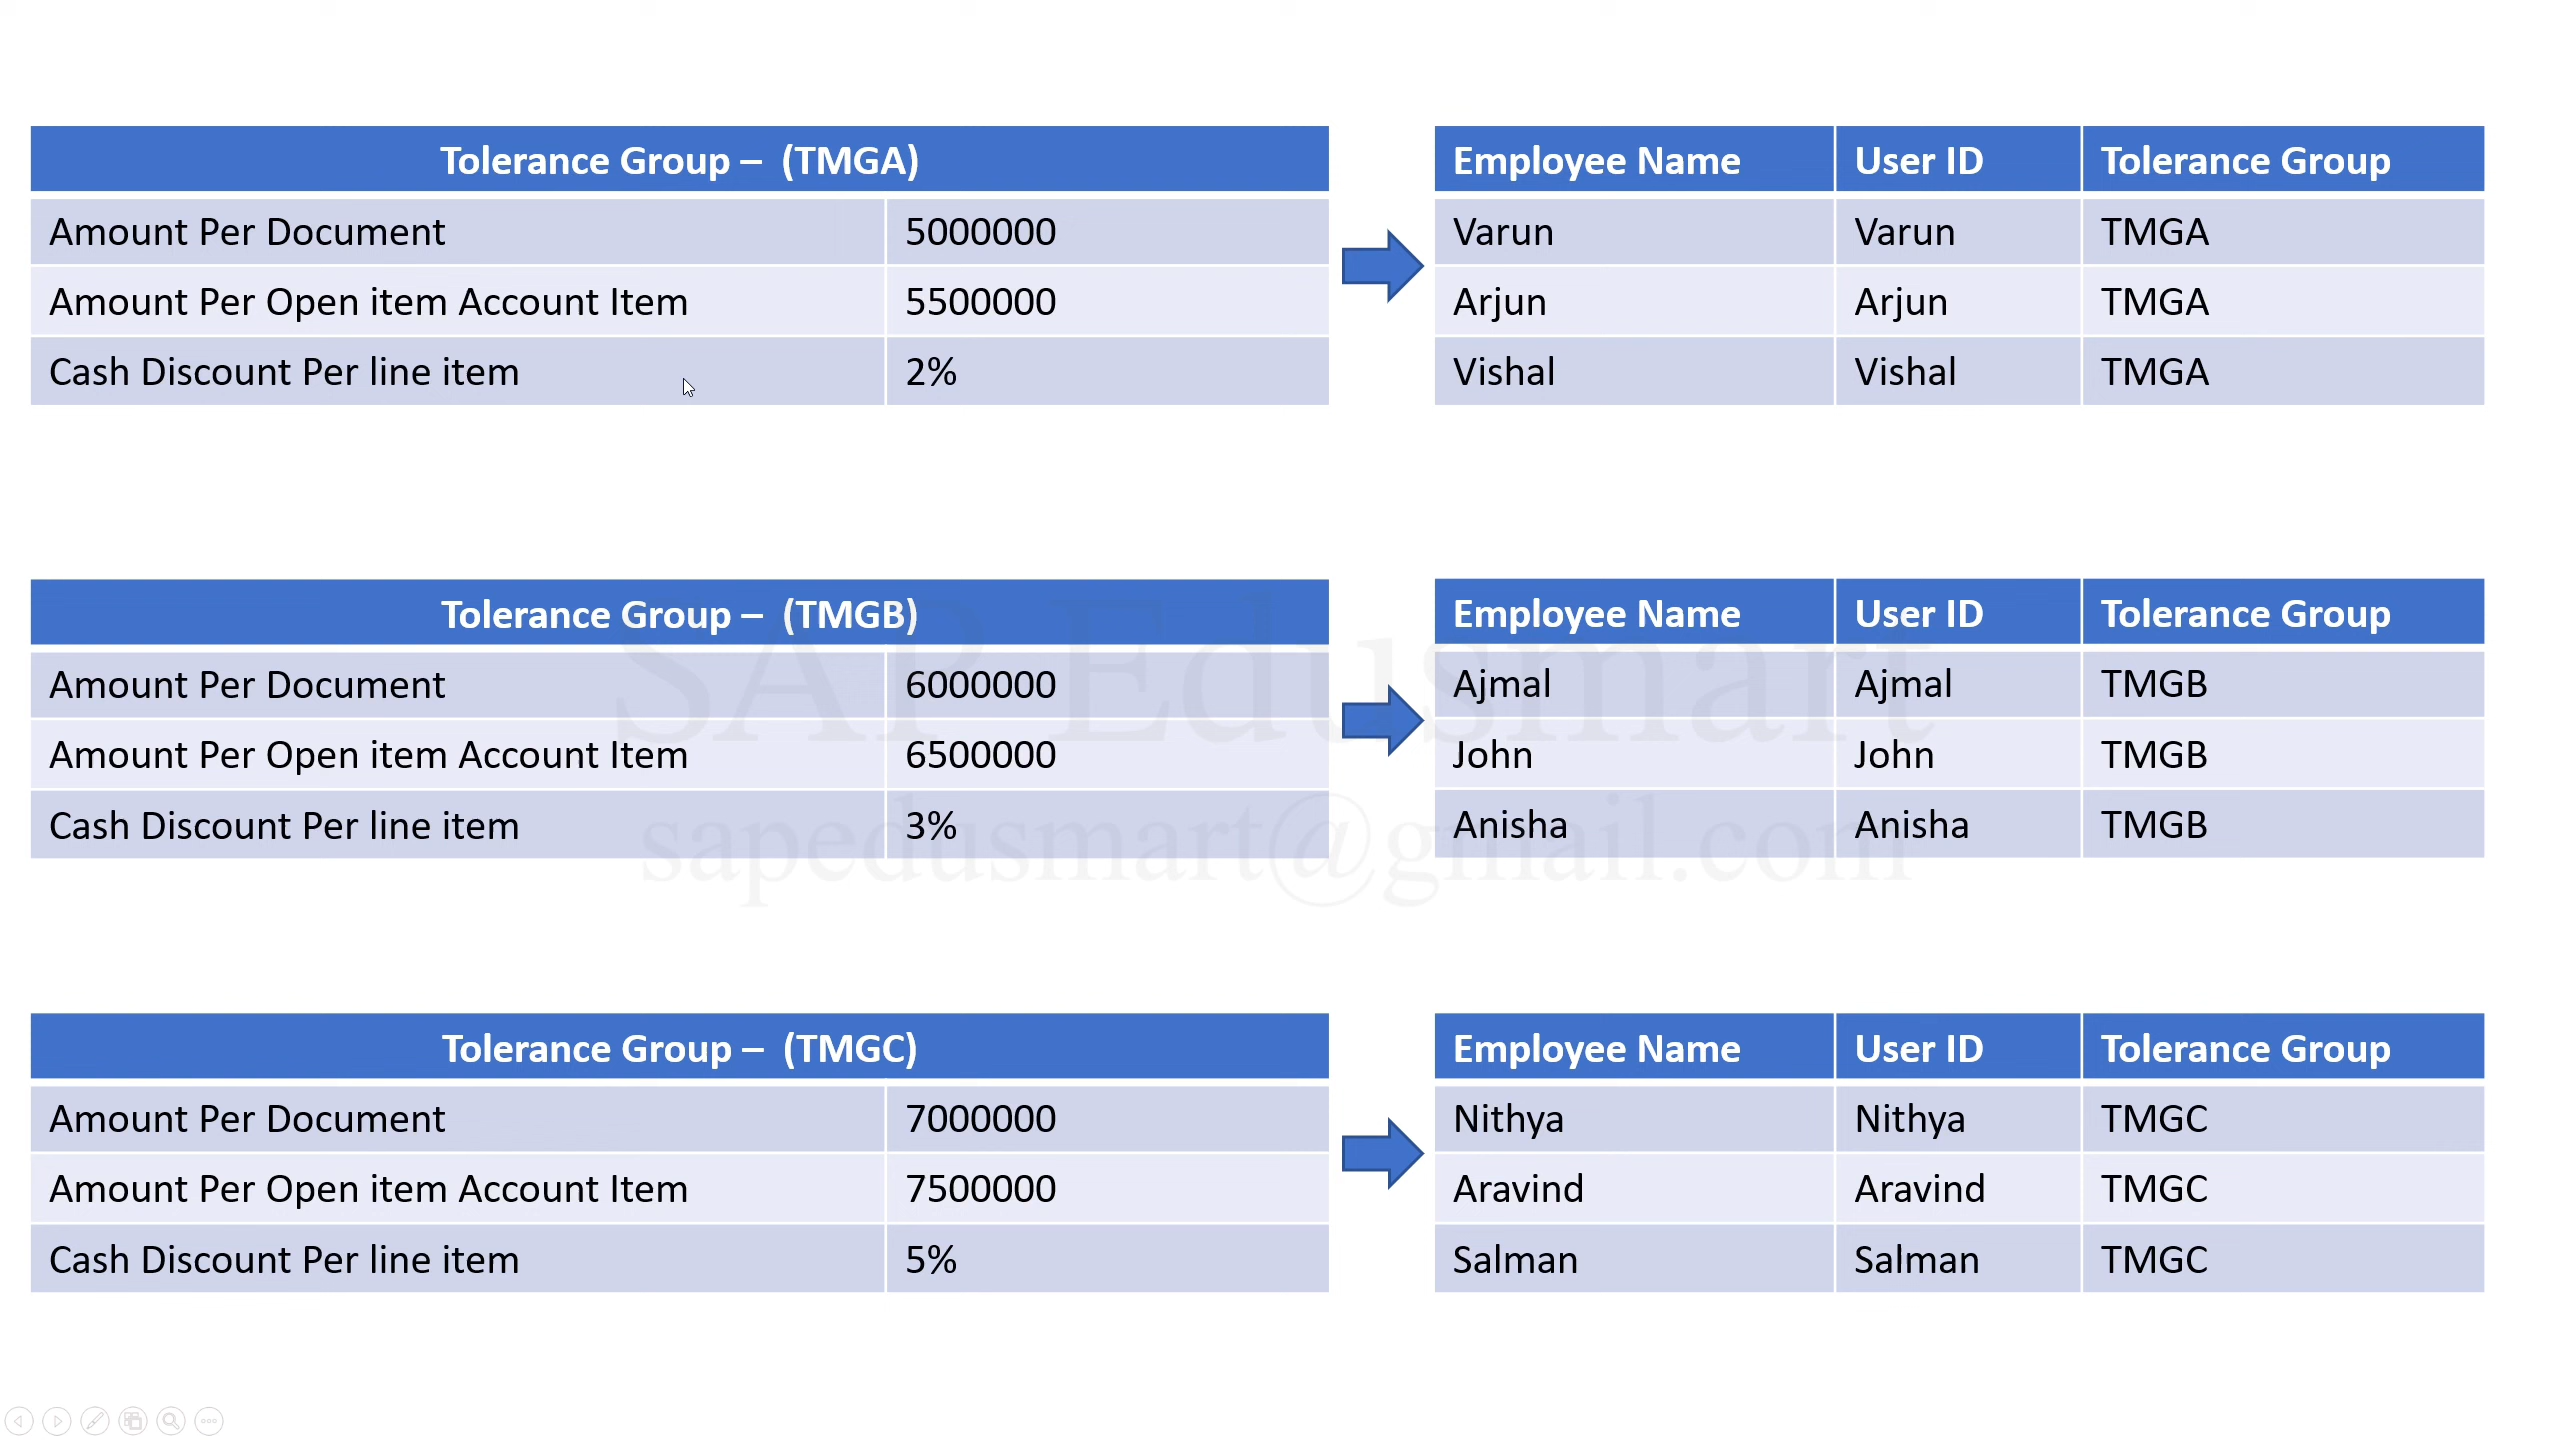 Tolerance Group – (TMGA)
Amount Per Document 5000000
Amount Per Open item Account Item 5500000
Cash Discount Per line item 2%
Employee Name User ID Tolerance Group
Varun Varun TMGA
Arjun Arjun TMGA
Vishal Vishal TMGA
Tolerance Group – (TMGB)
Amount Per Document 6000000
Amount Per Open item Account Item 6500000
Cash Discount Per line item 3%
Employee Name User ID Tolerance Group
Ajmal Ajmal TMGB
John John TMGB
Anisha Anisha TMGB
SAP Edusmart
sapedusmart@gmail.com
Tolerance Group – (TMGC)
Amount Per Document 7000000
Amount Per Open item Account Item 7500000
Cash Discount Per line item 5%
Employee Name User ID Tolerance Group
Nithya Nithya TMGC
Aravind Aravind TMGC
Salman Salman TMGC